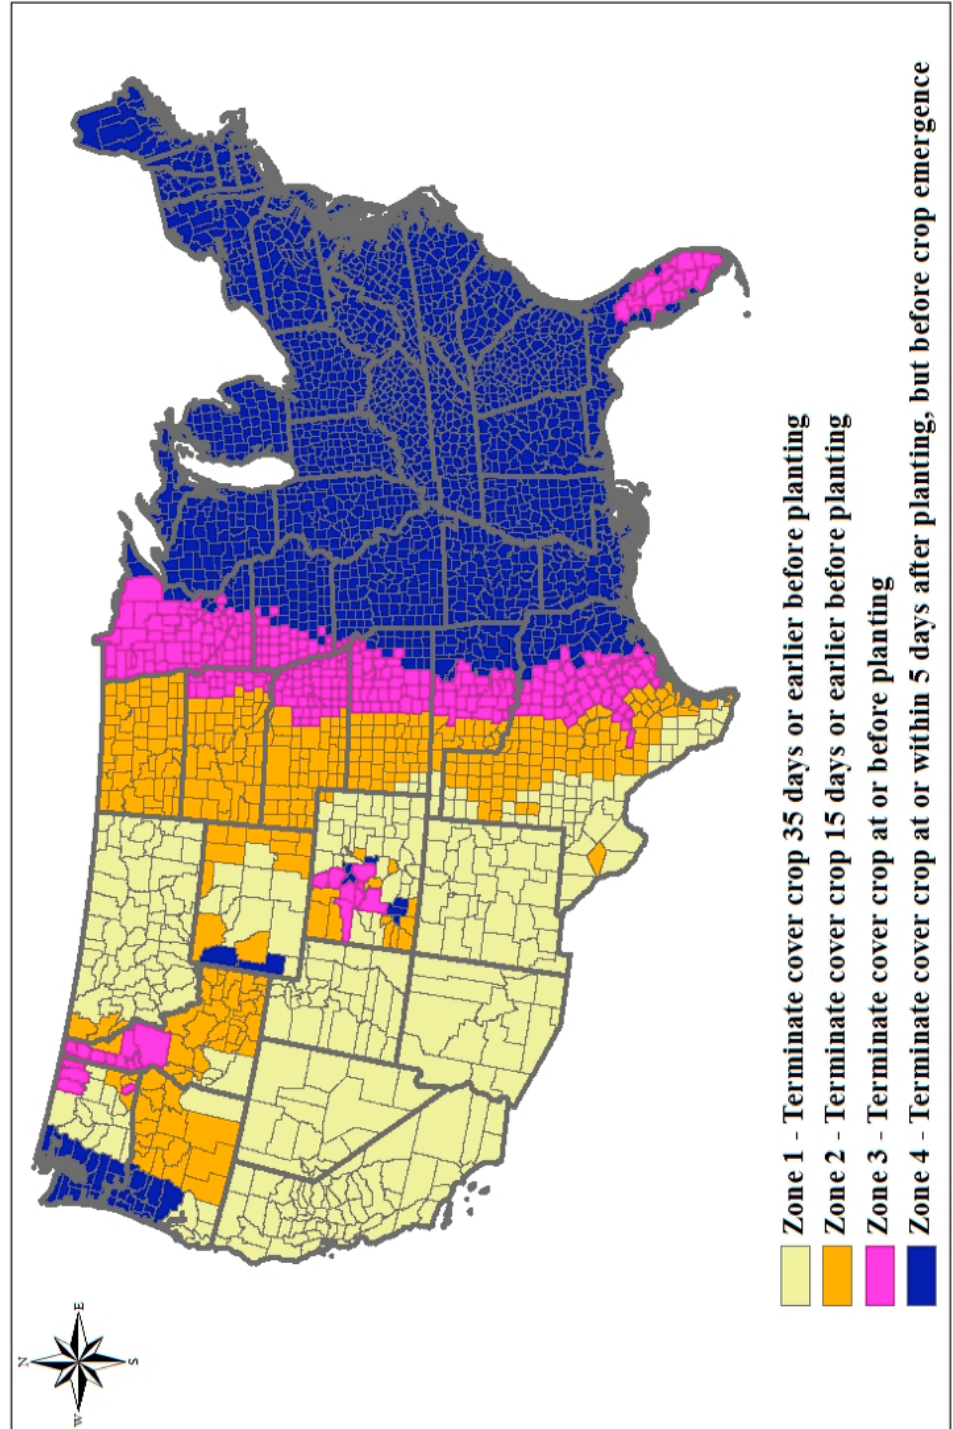 N
W
E
S
Zone 1 - Terminate cover crop 35 days or earlier before planting
Zone 2 - Terminate cover crop 15 days or earlier before planting
Zone 3 - Terminate cover crop at or before planting
Zone 4 - Terminate cover crop at or within 5 days after planting, but before crop emergence